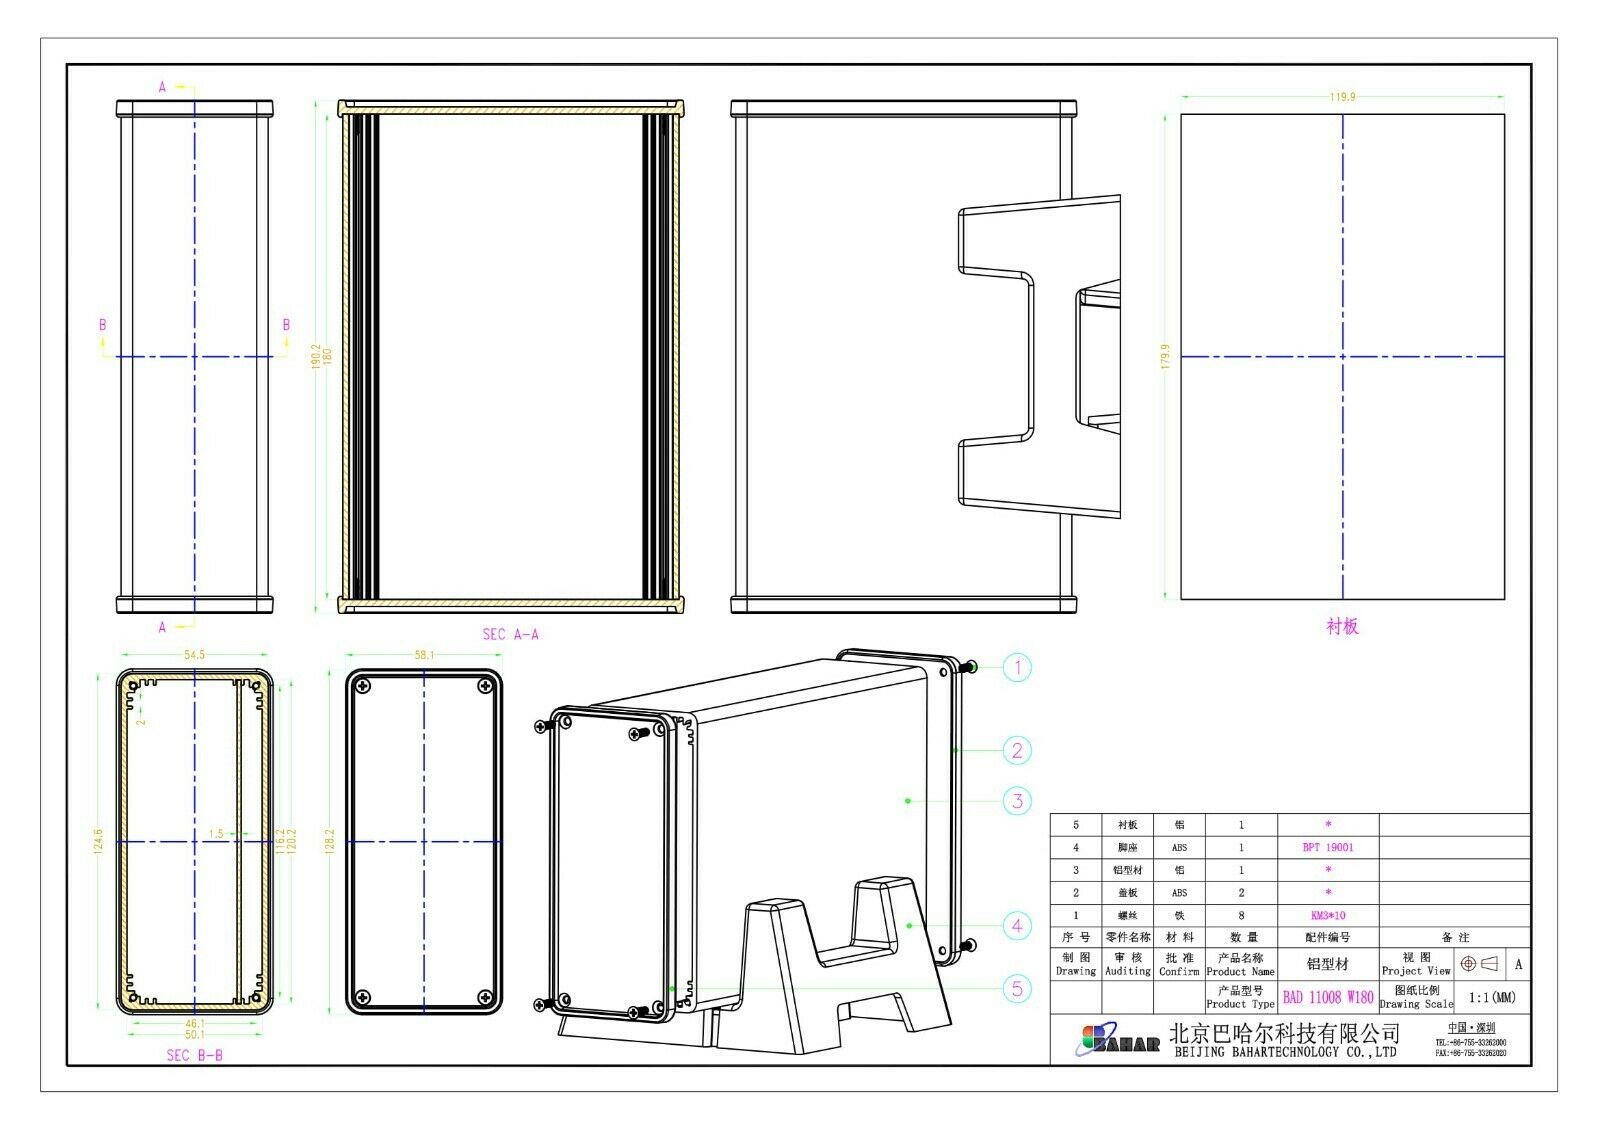 A
A
B
B
190.2
180
SEC A-A
119.9
179.9
衬板
54.5
124.6
2
1.5
116.2
120.2
46.1
50.1
SEC B-B
58.1
128.2
1
2
3
4
5
5 衬板 铝 1 *
4 脚座 ABS 1 BPT 19001
3 铝型材 铝 1 *
2 盖板 ABS 2 *
1 螺丝 铁 8 KM3*10
序 号 零件名称 材 料 数 量 配件编号 备 注
制 图 审 核 批 准 产品名称 铝型材 视 图 A
Drawing Auditing Confirm Product Name Project View
产品型号 BAD 11008 W180 图纸比例 1:1(MM)
Product Type Drawing Scale
BAHAR 北京巴哈尔科技有限公司 中国·深圳
BEIJING BAHARTECHNOLOGY CO.,LTD
TEL:+86-755-33262000
FAX:+86-755-33262020